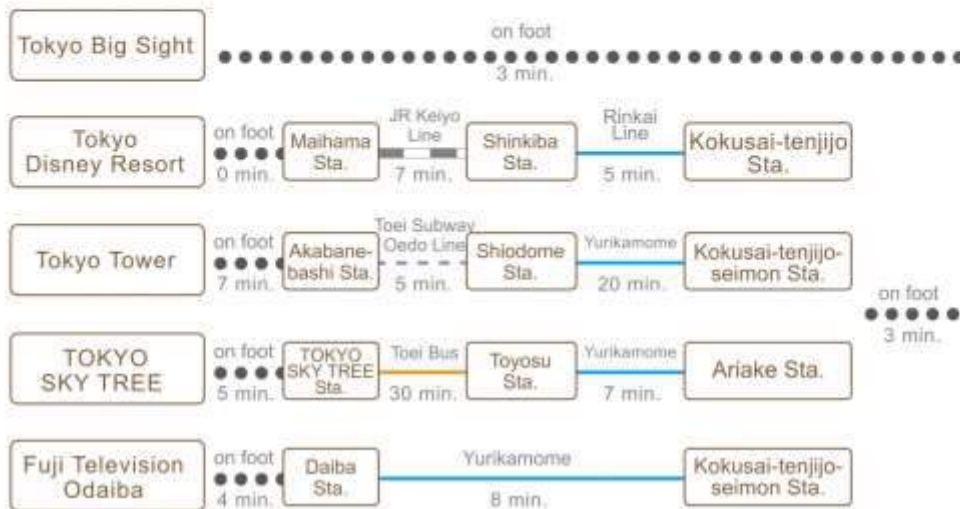 on foot
Tokyo Big Sight
3 min.
Tokyo
Disney Resort
on foot
0 min.
Maihama
Sta.
JR Keiyo
Line
7 min.
Shinkiba
Sta.
Rinkai
Line
5 min.
Kokusai-tenjijo
Sta.
Tokyo Tower
on foot
7 min.
Akabane-
bashi Sta.
Toei Subway
Oedo Line
5 min.
Shiodome
Sta.
Yurikamome
20 min.
Kokusai-tenjijo-
seimon Sta.
on foot
3 min.
TOKYO
SKY TREE
on foot
5 min.
TOKYO
SKY TREE
Sta.
Toei Bus
30 min.
Toyosu
Sta.
Yurikamome
7 min.
Ariake Sta.
Fuji Television
Odaiba
on foot
4 min.
Daiba
Sta.
Yurikamome
8 min.
Kokusai-tenjijo-
seimon Sta.